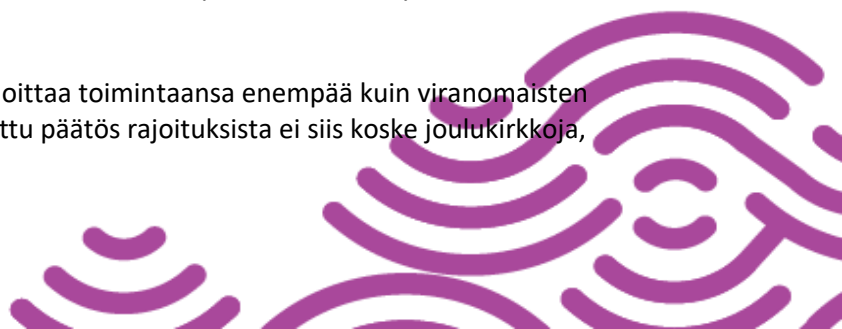 oittaa toimintaansa enempää kuin viranomaisten
ttu päätös rajoituksista ei siis koske joulukirkkoja,